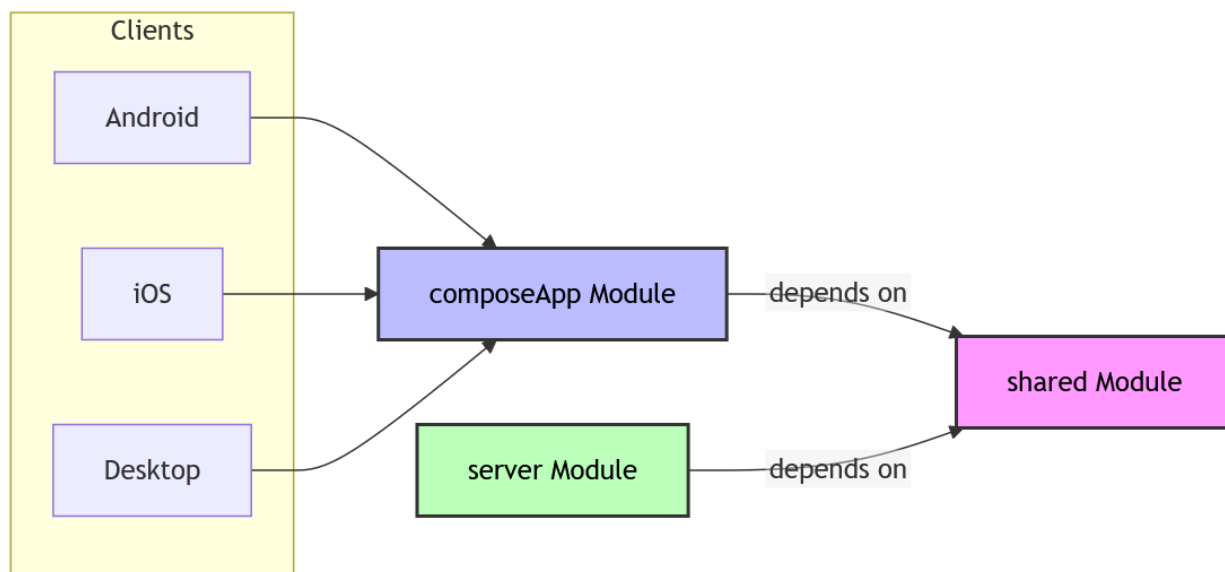 Clients
Android
iOS
Desktop
composeApp Module
server Module
depends on
depends on
shared Module